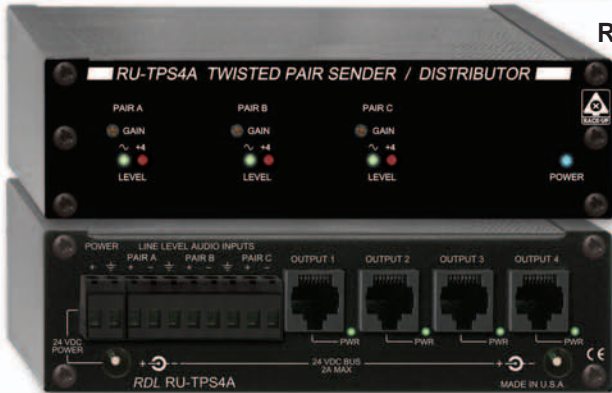 R
RU-TPS4A TWISTED PAIR SENDER / DISTRIBUTOR
PAIR A PAIR B PAIR C
GAIN GAIN GAIN
RACK-UP
∿ +4 ∿ +4 ∿ +4
LEVEL LEVEL LEVEL POWER
POWER LINE LEVEL AUDIO INPUTS
PAIR A PAIR B PAIR C
OUTPUT 1 OUTPUT 2 OUTPUT 3 OUTPUT 4
+ ⏚ + - ⏚ + - ⏚ + -
PWR PWR PWR PWR
24 VDC
POWER
+ - 24 VDC BUS + -
2A MAX
CE
RDL RU-TPS4A MADE IN U.S.A